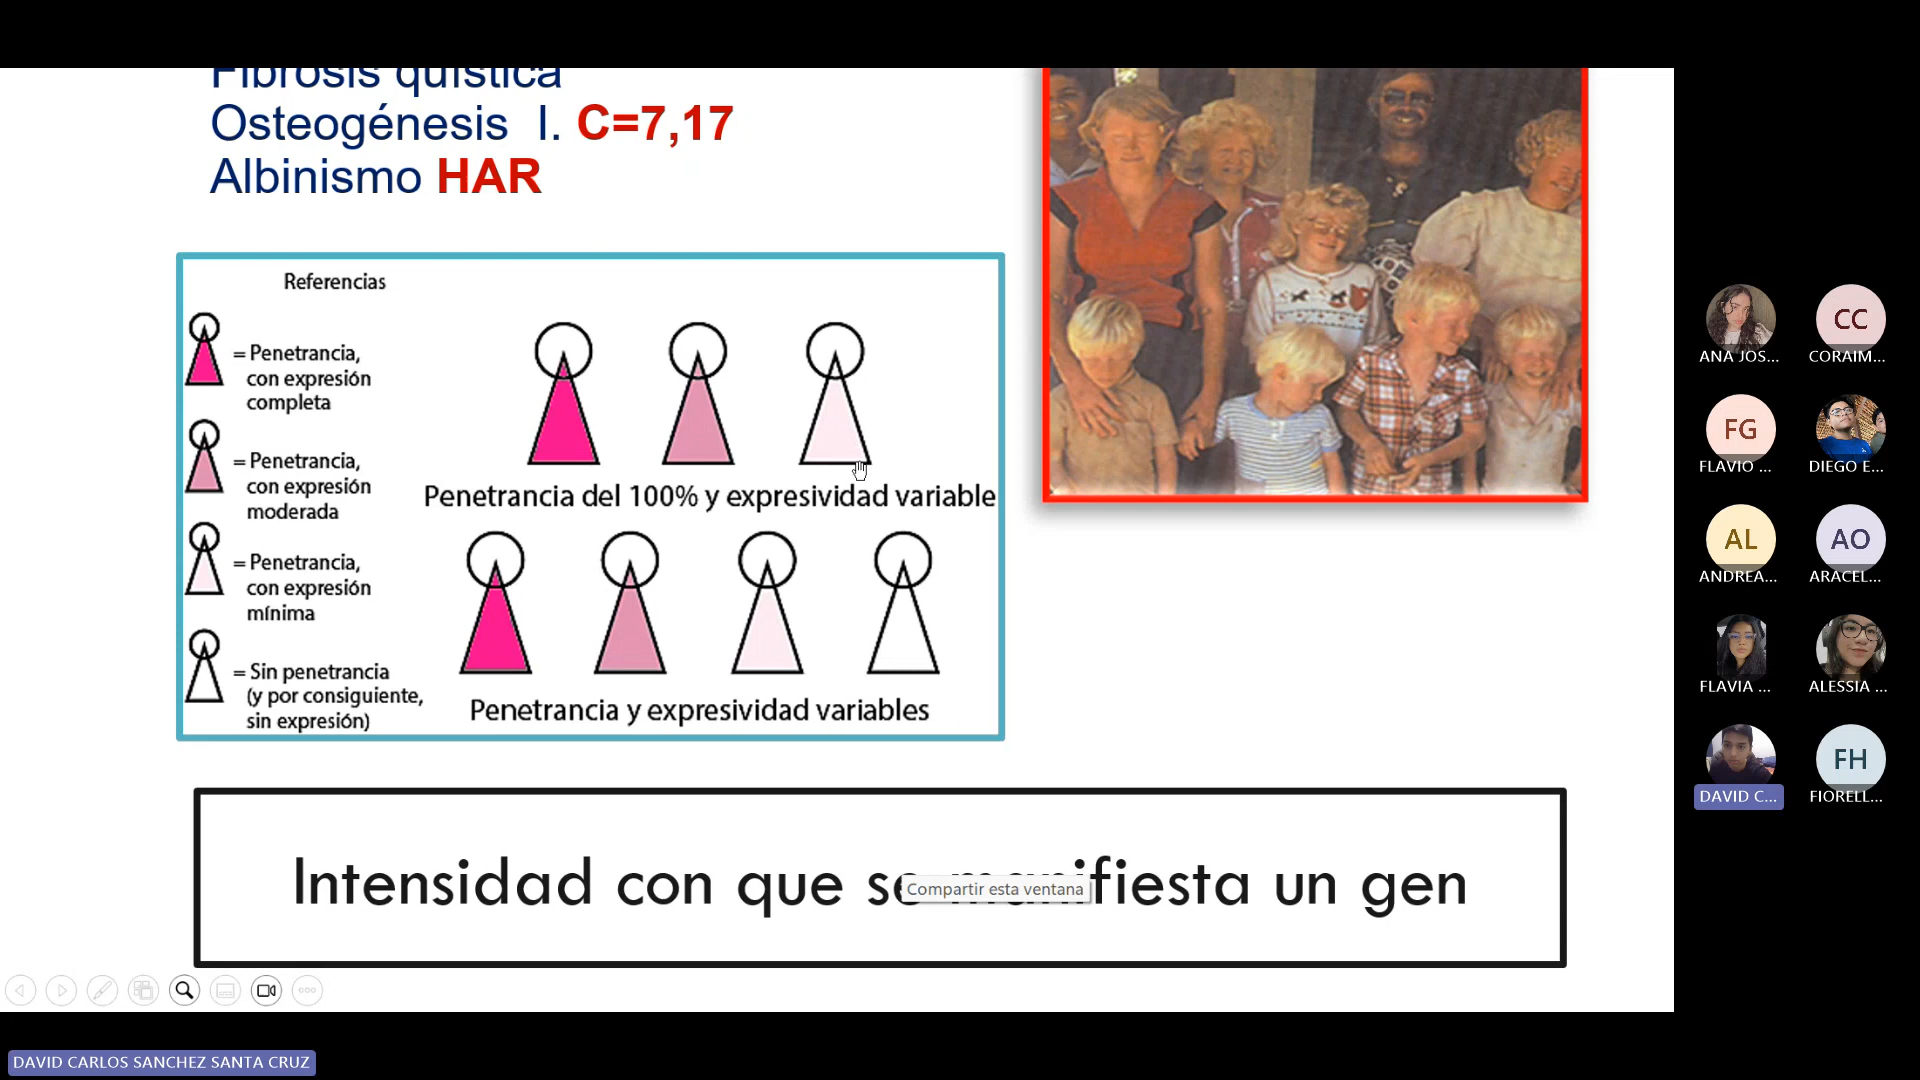 Fibrosis quística
Osteogénesis I. C=7,17
Albinismo HAR
Referencias
= Penetrancia,
con expresión
completa
= Penetrancia,
con expresión
moderada
= Penetrancia,
con expresión
mínima
= Sin penetrancia
(y por consiguiente,
sin expresión)
Penetrancia del 100% y expresividad variable
Penetrancia y expresividad variables
Intensidad con que se manifiesta un gen
Compartir esta ventana
ANA JOS...
CC
CORAIM...
FG
FLAVIO ...
DIEGO E...
AL
ANDREA...
AO
ARACEL...
FLAVIA ...
ALESSIA ...
DAVID C...
FH
FIORELL...
DAVID CARLOS SANCHEZ SANTA CRUZ